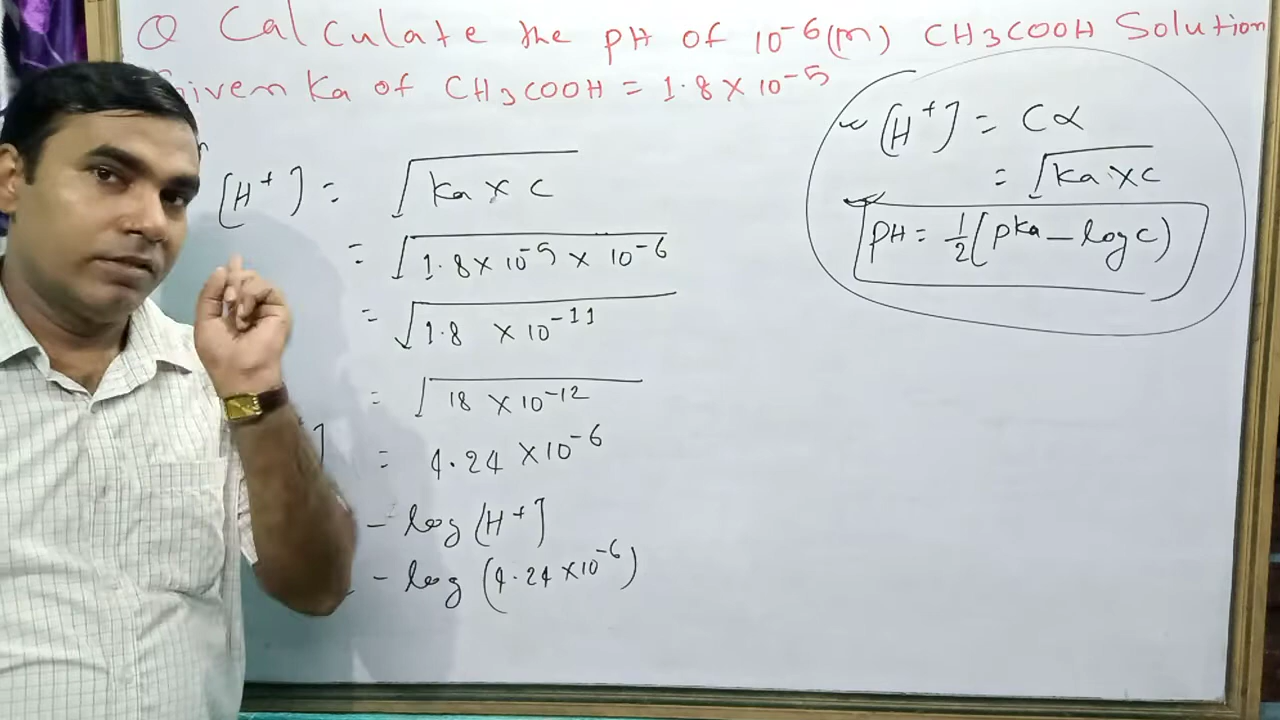 Q Calculate the pH of 10⁻⁶(m) CH3COOH Solution
Given Ka of CH3COOH = 1.8 × 10⁻⁵
[H⁺] = √(Ka × C)
= √(1.8 × 10⁻⁵ × 10⁻⁶)
= √(1.8 × 10⁻¹¹)
= √(18 × 10⁻¹²)
= 4.24 × 10⁻⁶
- log [H⁺]
- log (4.24 × 10⁻⁶)
[H⁺] = Cα
= √(Ka × C)
pH = ½ (pKa – log C)